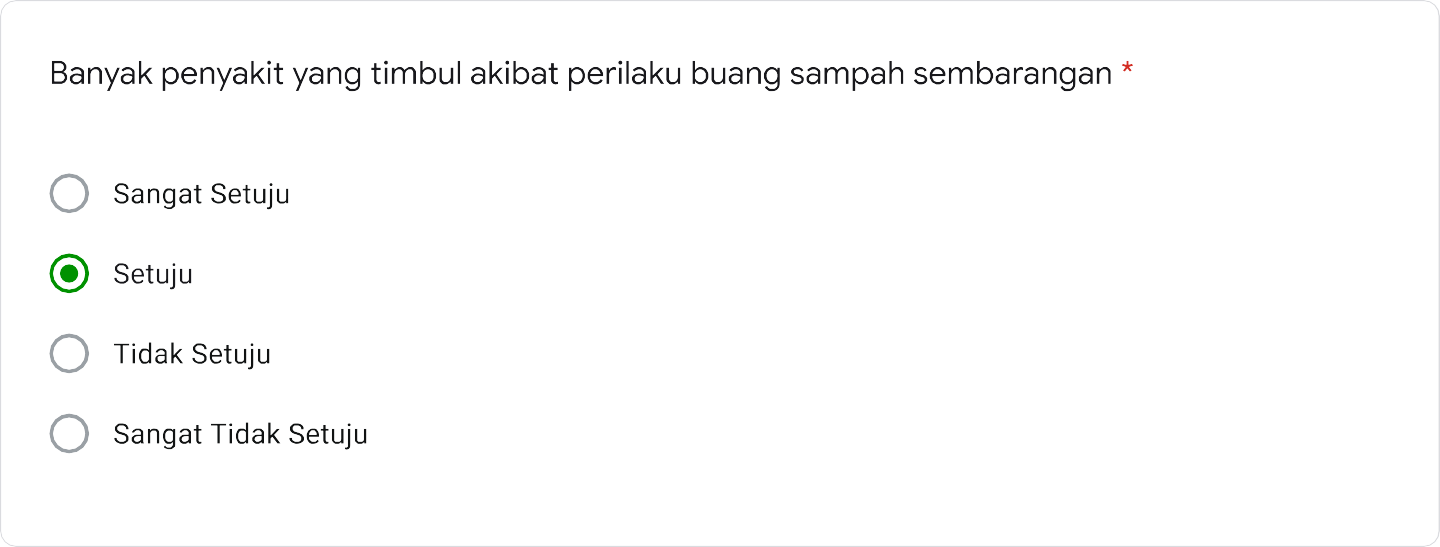 Banyak penyakit yang timbul akibat perilaku buang sampah sembarangan *
Sangat Setuju
Setuju
Tidak Setuju
Sangat Tidak Setuju